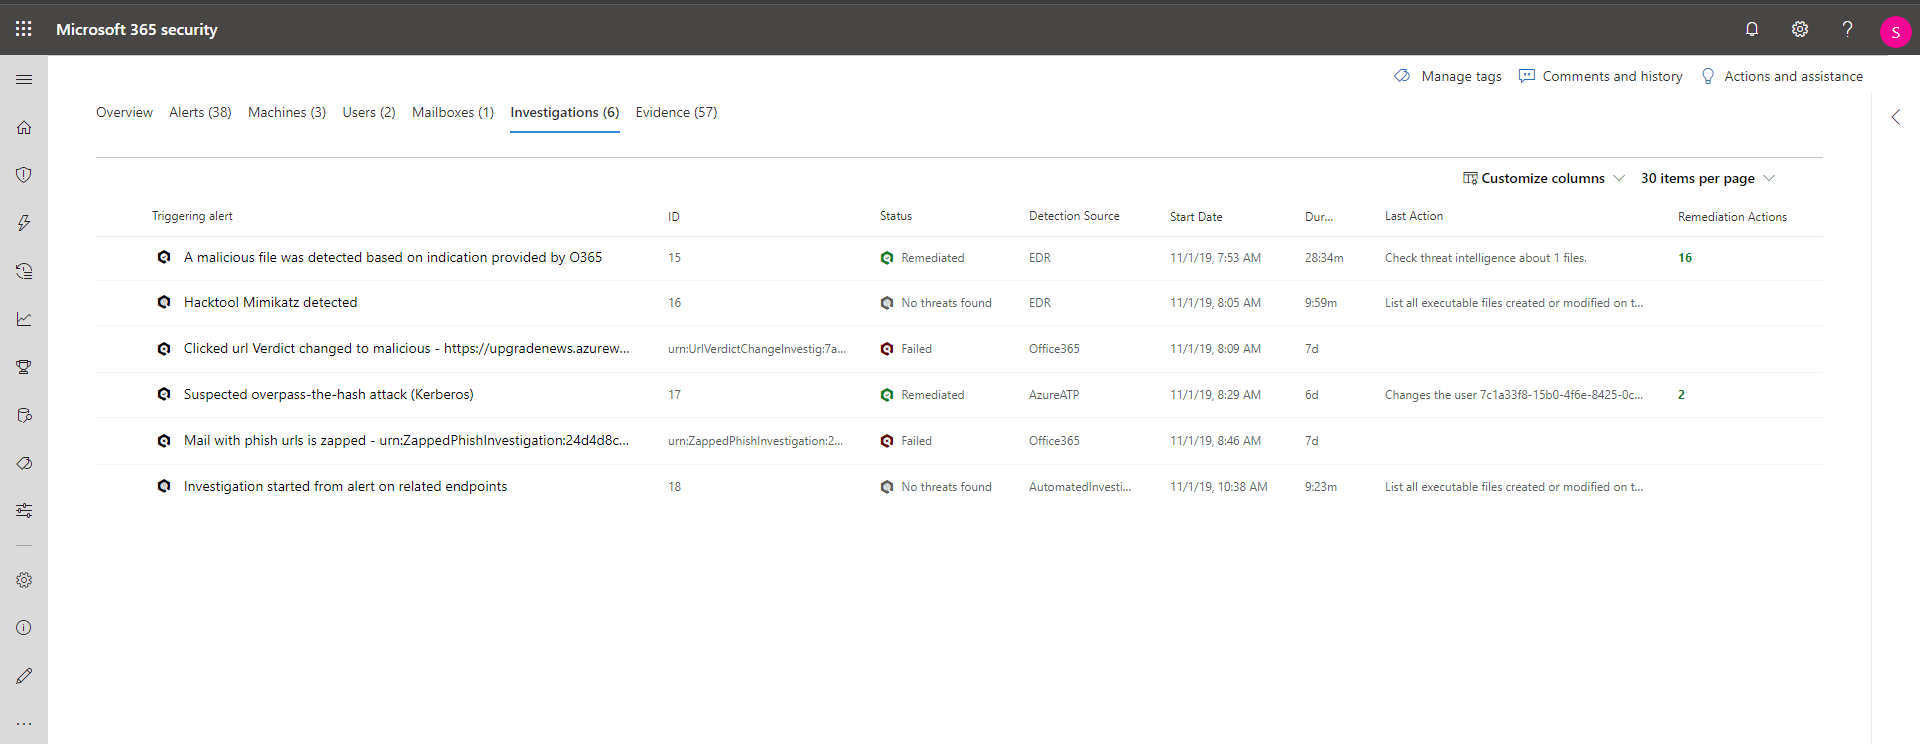 Microsoft 365 security
S
Manage tags Comments and history Actions and assistance
Overview Alerts (38) Machines (3) Users (2) Mailboxes (1) Investigations (6) Evidence (57)
Customize columns 30 items per page
Triggering alert ID Status Detection Source Start Date Dur... Last Action Remediation Actions
A malicious file was detected based on indication provided by O365 15 Remediated EDR 11/1/19, 7:53 AM 28:34m Check threat intelligence about 1 files. 16
Hacktool Mimikatz detected 16 No threats found EDR 11/1/19, 8:05 AM 9:59m List all executable files created or modified on t...
Clicked url Verdict changed to malicious - https://upgradenews.azurew... urn:UrlVerdictChangeInvestig:7a... Failed Office365 11/1/19, 8:09 AM 7d
Suspected overpass-the-hash attack (Kerberos) 17 Remediated AzureATP 11/1/19, 8:29 AM 6d Changes the user 7c1a33f8-15b0-4f6e-8425-0c... 2
Mail with phish urls is zapped - urn:ZappedPhishInvestigation:24d4d8c... urn:ZappedPhishInvestigation:2... Failed Office365 11/1/19, 8:46 AM 7d
Investigation started from alert on related endpoints 18 No threats found AutomatedInvesti... 11/1/19, 10:38 AM 9:23m List all executable files created or modified on t...